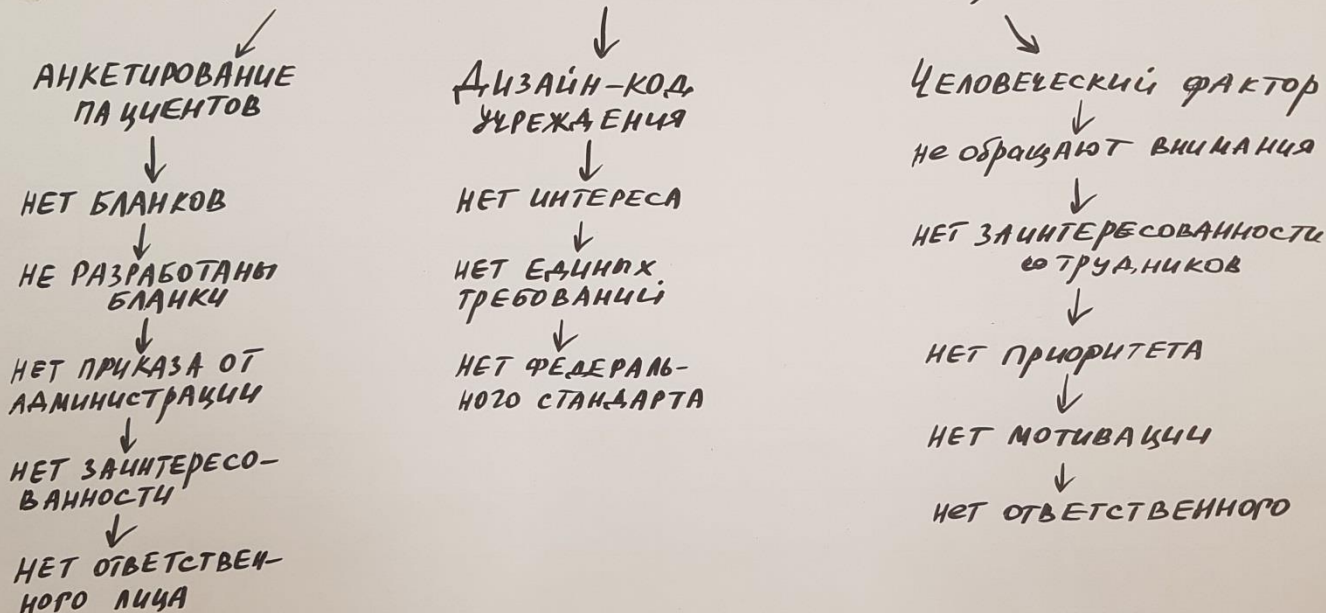 АНКЕТИРОВАНИЕ
ПАЦИЕНТОВ
НЕТ БЛАНКОВ
НЕ РАЗРАБОТАНЫ
БЛАНКИ
НЕТ ПРИКАЗА ОТ
АДМИНИСТРАЦИИ
НЕТ ЗАИНТЕРЕСО-
ВАННОСТИ
НЕТ ОТВЕТСТВЕН-
НОГО ЛИЦА
ДИЗАЙН-КОД
УЧРЕЖДЕНИЯ
НЕТ ИНТЕРЕСА
НЕТ ЕДИНЫХ
ТРЕБОВАНИЙ
НЕТ ФЕДЕРАЛЬ-
НОГО СТАНДАРТА
ЧЕЛОВЕЧЕСКИЙ ФАКТОР
не обращают внимания
НЕТ ЗАИНТЕРЕСОВАННОСТИ
СОТРУДНИКОВ
НЕТ ПРИОРИТЕТА
НЕТ МОТИВАЦИИ
НЕТ ОТВЕТСТВЕННОГО